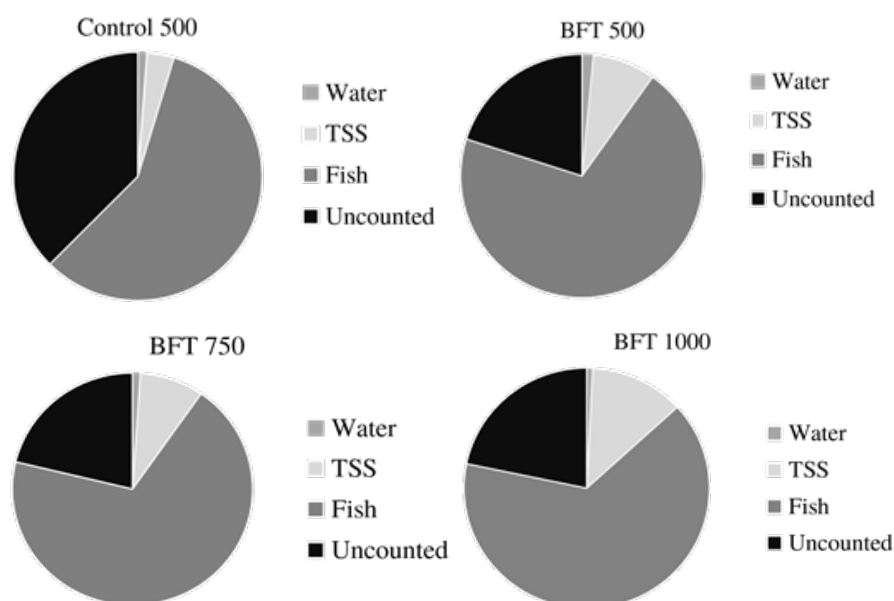 Control 500
Water
TSS
Fish
Uncounted
BFT 500
Water
TSS
Fish
Uncounted
BFT 750
Water
TSS
Fish
Uncounted
BFT 1000
Water
TSS
Fish
Uncounted